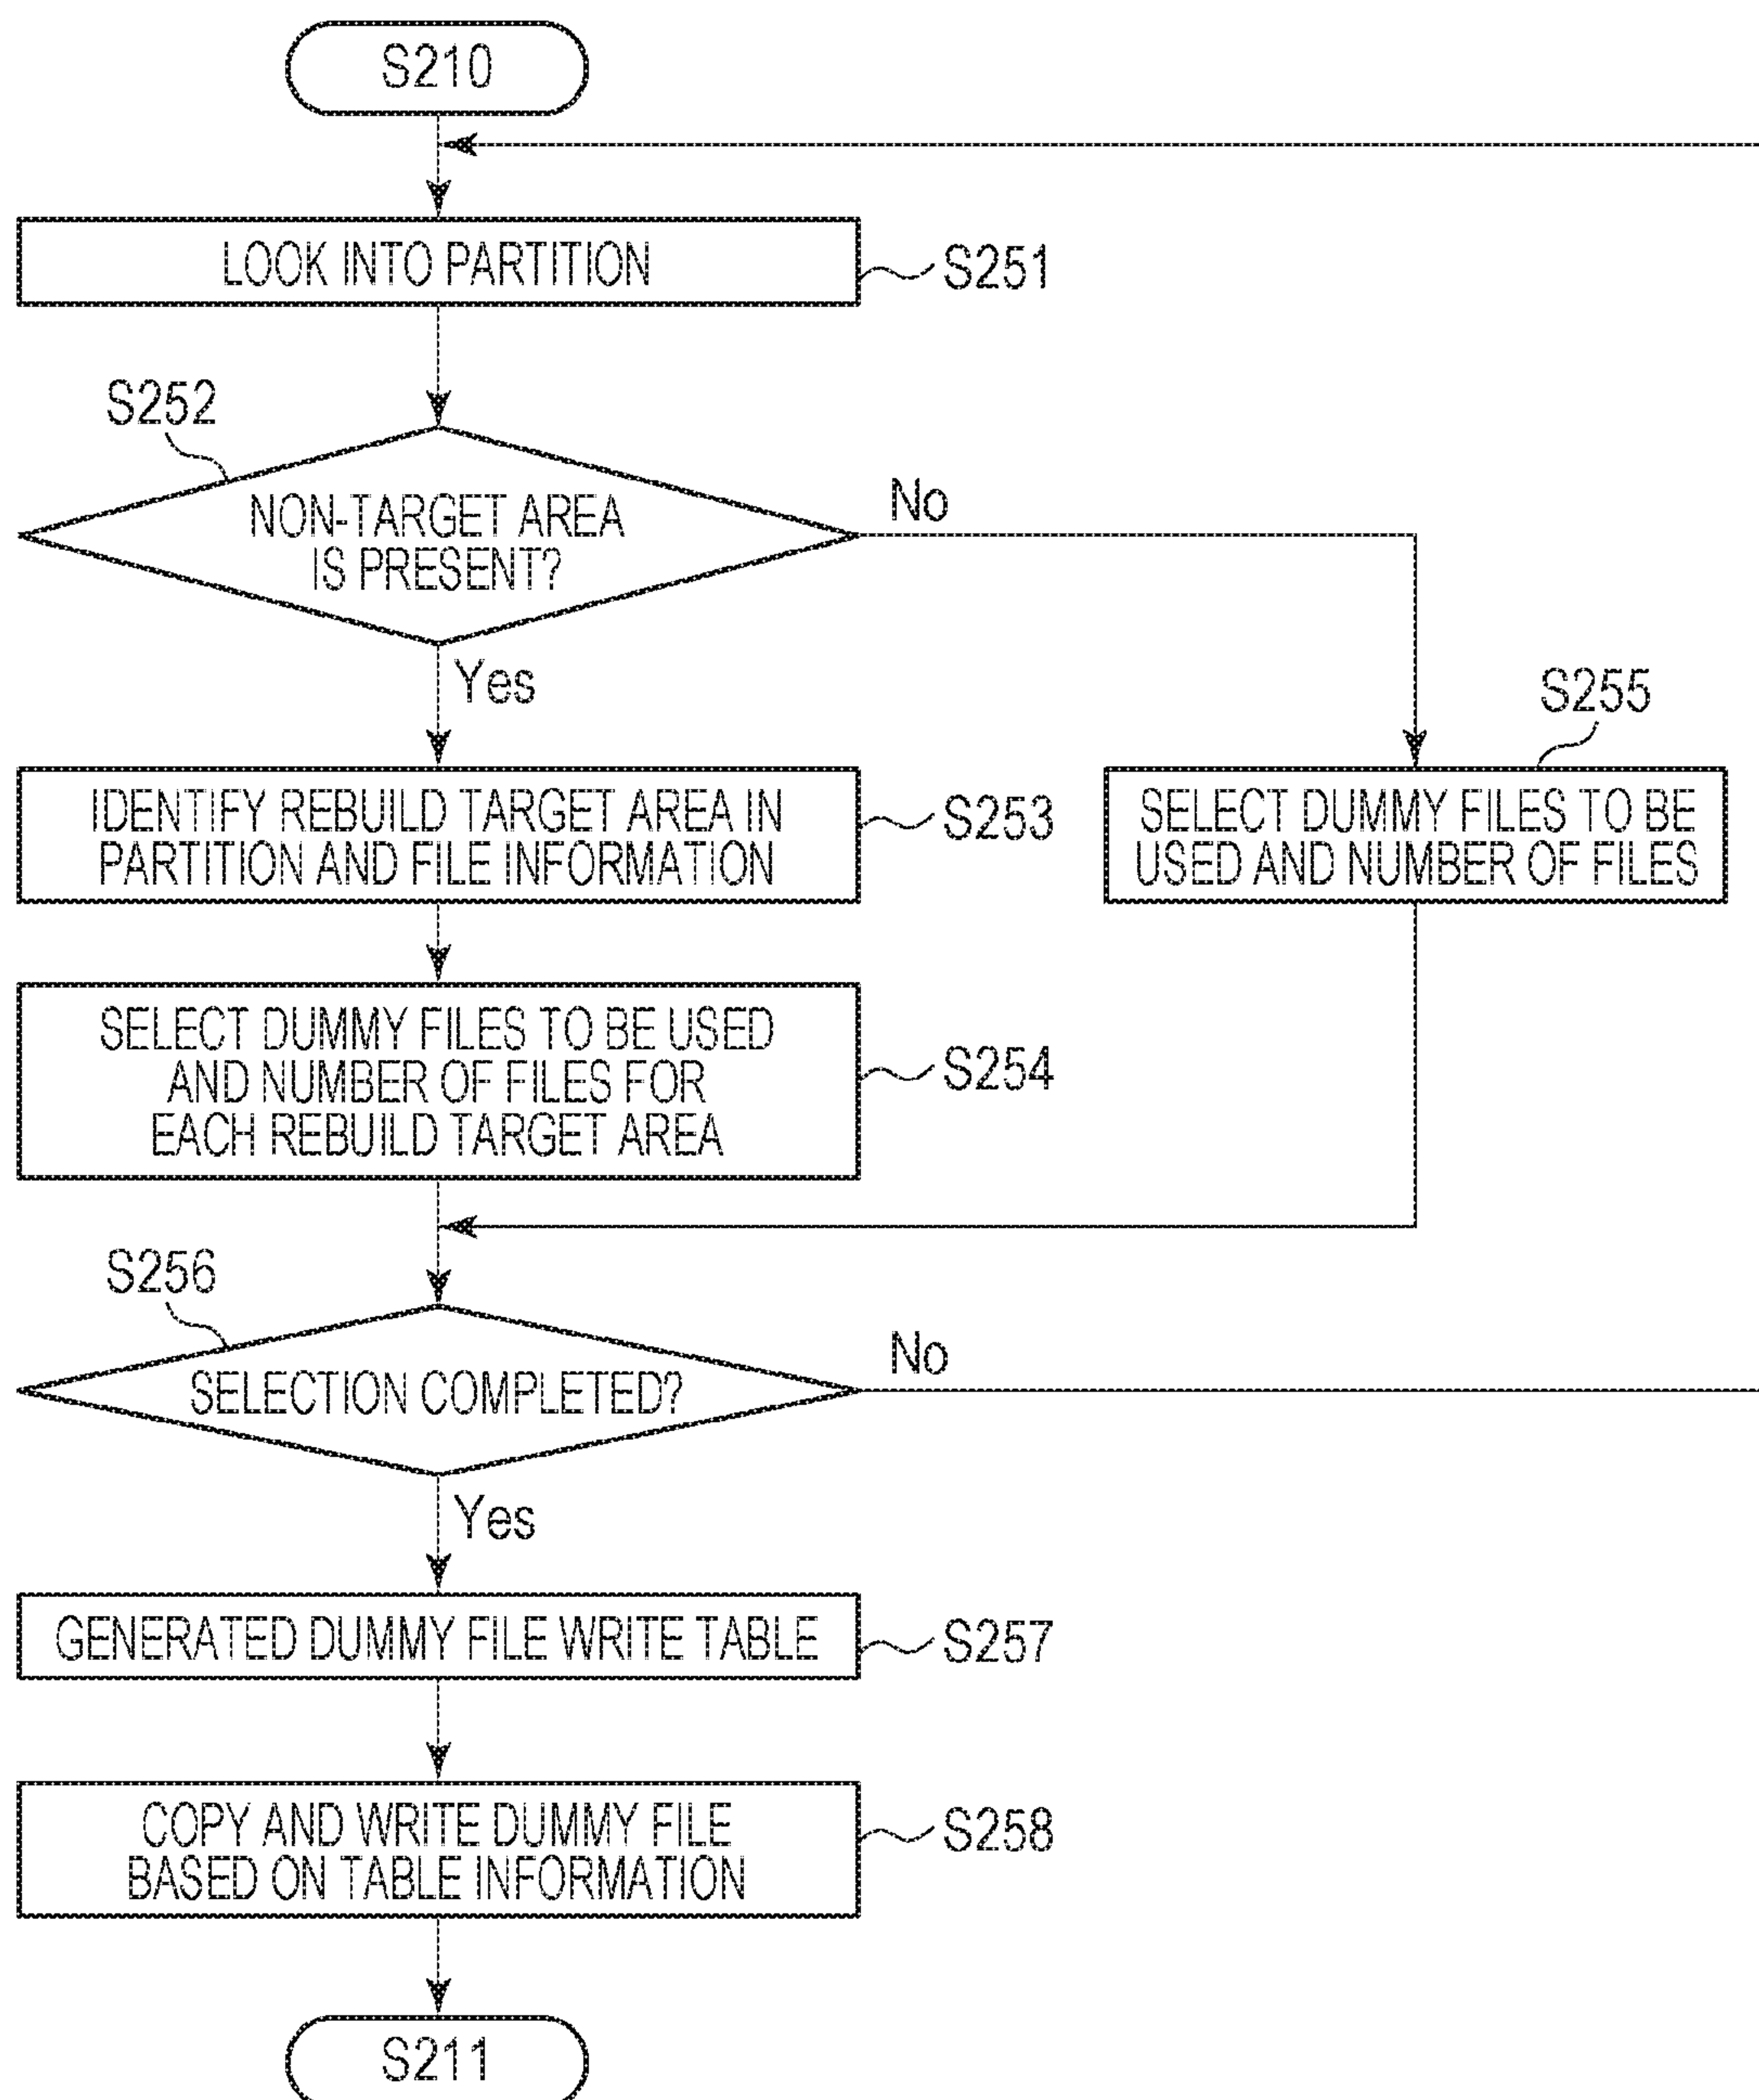 S210
LOOK INTO PARTITION
S251
S252
NON-TARGET AREA
IS PRESENT?
No
Yes
S255
IDENTIFY REBUILD TARGET AREA IN
PARTITION AND FILE INFORMATION
S253
SELECT DUMMY FILES TO BE
USED AND NUMBER OF FILES
SELECT DUMMY FILES TO BE USED
AND NUMBER OF FILES FOR
EACH REBUILD TARGET AREA
S254
S256
SELECTION COMPLETED?
No
Yes
GENERATED DUMMY FILE WRITE TABLE
S257
COPY AND WRITE DUMMY FILE
BASED ON TABLE INFORMATION
S258
S211